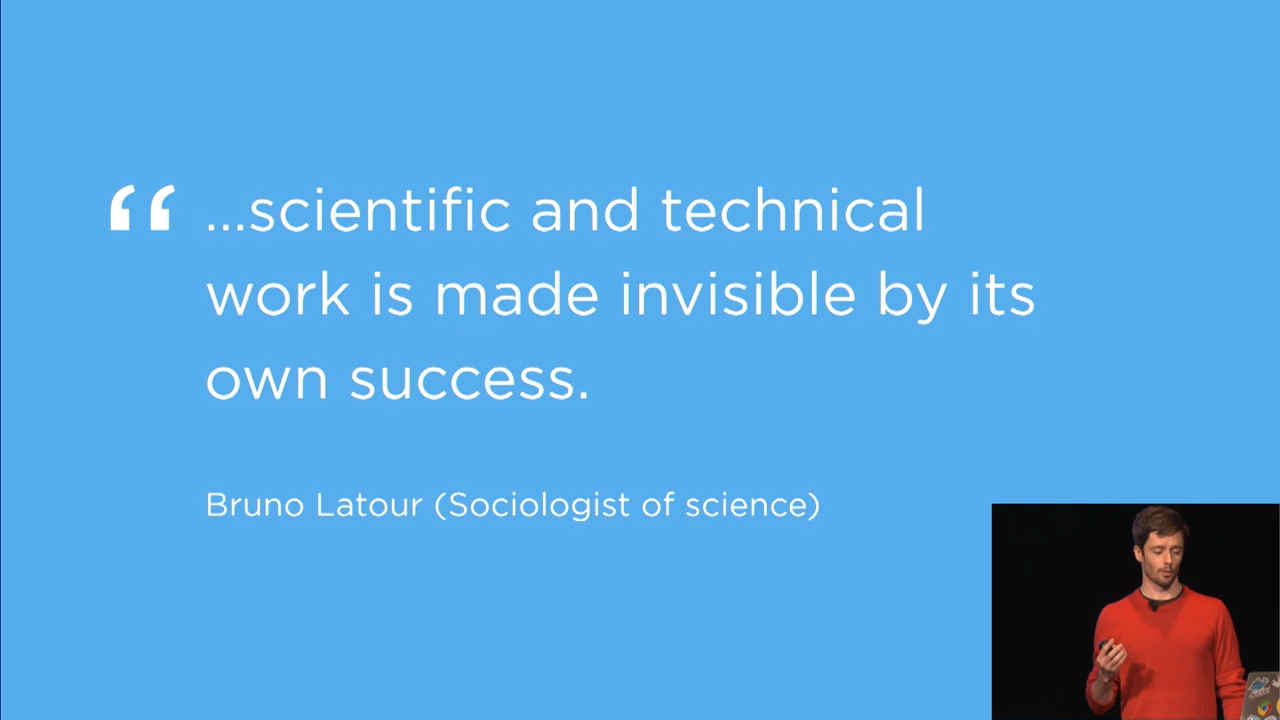 “ ...scientific and technical
work is made invisible by its
own success.
Bruno Latour (Sociologist of science)